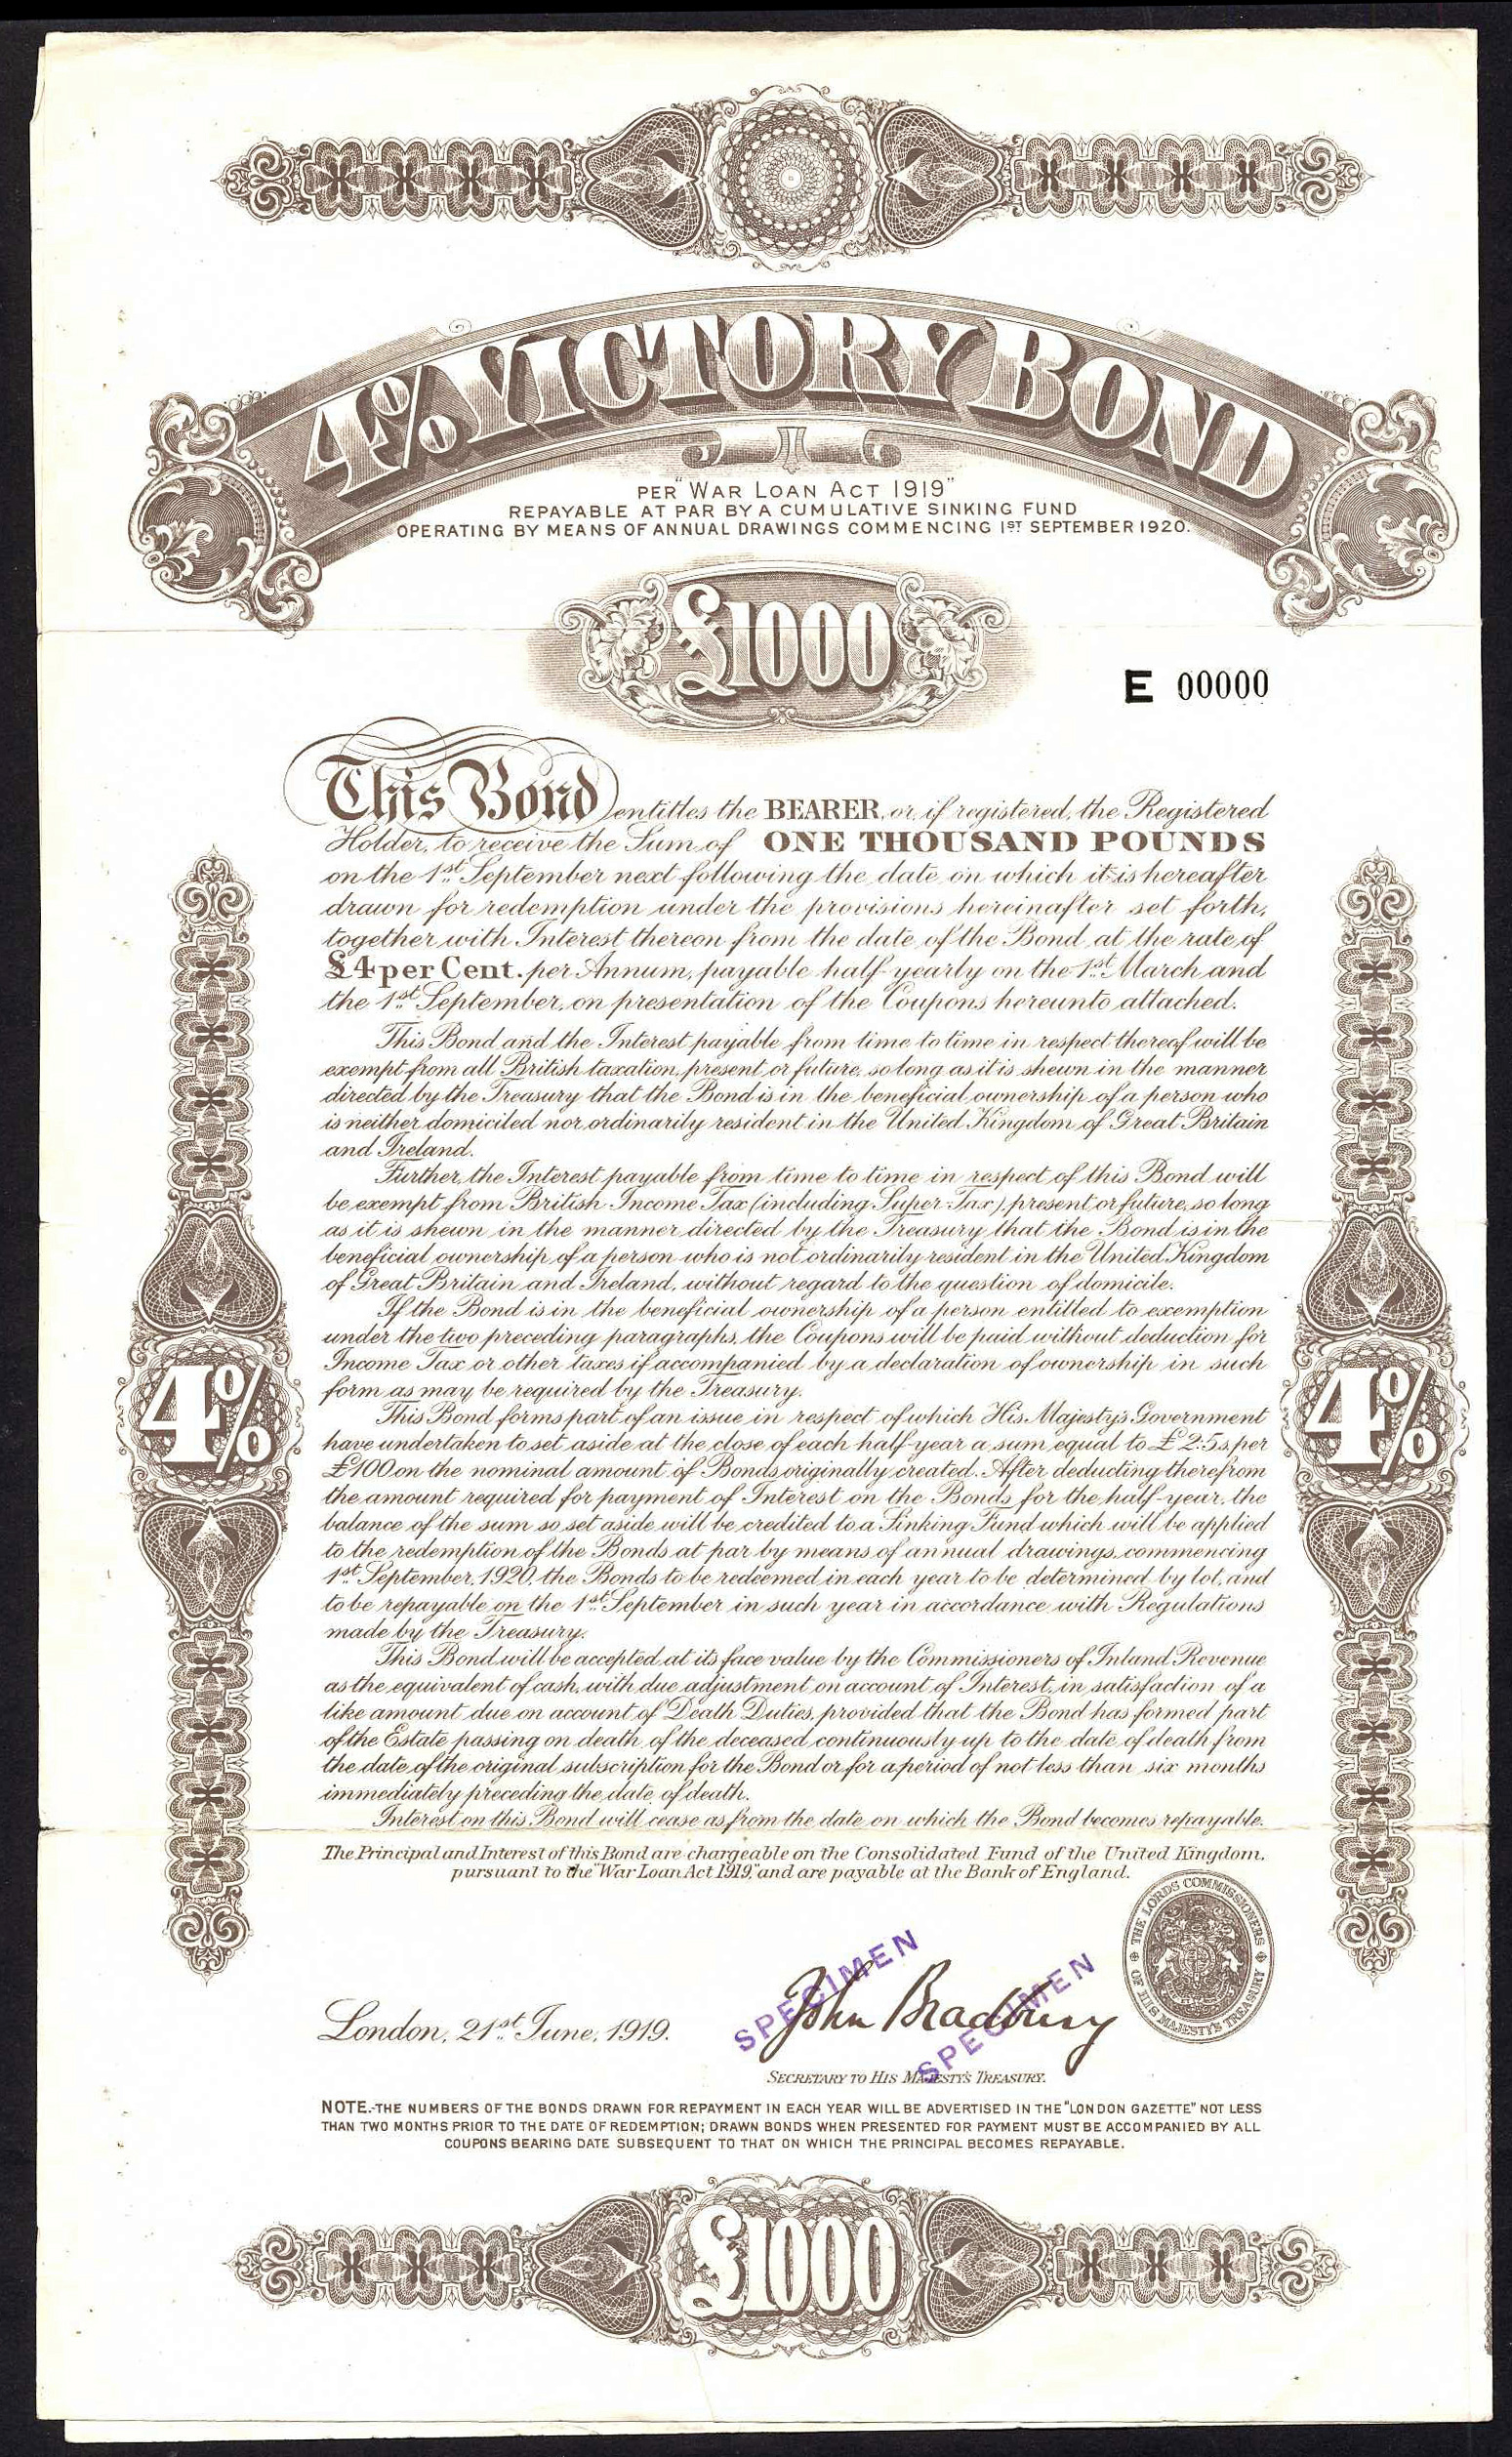 4% VICTORY BOND
PER "WAR LOAN ACT 1919"
REPAYABLE AT PAR BY A CUMULATIVE SINKING FUND
OPERATING BY MEANS OF ANNUAL DRAWINGS COMMENCING 1ST SEPTEMBER 1920.
£1000
E 00000
This Bond entitles the BEARER, or, if registered, the Registered
Holder, to receive the Sum of ONE THOUSAND POUNDS
on the 1st September next following the date on which it is hereafter
drawn for redemption under the provisions hereinafter set forth,
together with Interest thereon from the date of the Bond at the rate of
£4 per Cent. per Annum, payable half-yearly on the 1st March and
the 1st September, on presentation of the Coupons hereunto attached.
This Bond and the Interest payable from time to time in respect thereof will be
exempt from all British taxation, present or future, so long as it is shewn in the manner
directed by the Treasury that the Bond is in the beneficial ownership of a person who
is neither domiciled nor ordinarily resident in the United Kingdom of Great Britain
and Ireland.
Further, the Interest payable from time to time in respect of this Bond will
be exempt from British Income Tax (including Super-Tax), present or future, so long
as it is shewn in the manner directed by the Treasury that the Bond is in the
beneficial ownership of a person who is not ordinarily resident in the United Kingdom
of Great Britain and Ireland, without regard to the question of domicile.
If the Bond is in the beneficial ownership of a person entitled to exemption
under the two preceding paragraphs, the Coupons will be paid without deduction for
Income Tax or other taxes if accompanied by a declaration of ownership in such
form as may be required by the Treasury.
This Bond forms part of an issue in respect of which His Majesty's Government
have undertaken to set aside at the close of each half-year a sum equal to £2:5s. per
£100 on the nominal amount of Bonds originally created. After deducting therefrom
the amount required for payment of Interest on the Bonds for the half-year, the
balance of the sum so set aside will be credited to a Sinking Fund which will be applied
to the redemption of the Bonds at par by means of annual drawings, commencing
1st September, 1920, the Bonds to be redeemed in each year to be determined by lot, and
to be repayable on the 1st September in such year in accordance with Regulations
made by the Treasury.
This Bond will be accepted at its face value by the Commissioners of Inland Revenue
as the equivalent of cash, with due adjustment on account of Interest, in satisfaction of a
like amount due on account of Death Duties, provided that the Bond has formed part
of the Estate passing on death of the deceased continuously up to the date of death from
the date of the original subscription for the Bond or for a period of not less than six months
immediately preceding the date of death.
Interest on this Bond will cease as from the date on which the Bond becomes repayable.
4%
4%
The Principal and Interest of this Bond are chargeable on the Consolidated Fund of the United Kingdom,
pursuant to the "War Loan Act 1919," and are payable at the Bank of England.
THE LORDS COMMISSIONERS OF HIS MAJESTY'S TREASURY
SPECIMEN
SPECIMEN
London, 21st June, 1919.
John Bradbury
SECRETARY TO HIS MAJESTY'S TREASURY.
NOTE.-THE NUMBERS OF THE BONDS DRAWN FOR REPAYMENT IN EACH YEAR WILL BE ADVERTISED IN THE "LONDON GAZETTE" NOT LESS
THAN TWO MONTHS PRIOR TO THE DATE OF REDEMPTION; DRAWN BONDS WHEN PRESENTED FOR PAYMENT MUST BE ACCOMPANIED BY ALL
COUPONS BEARING DATE SUBSEQUENT TO THAT ON WHICH THE PRINCIPAL BECOMES REPAYABLE.
£1000